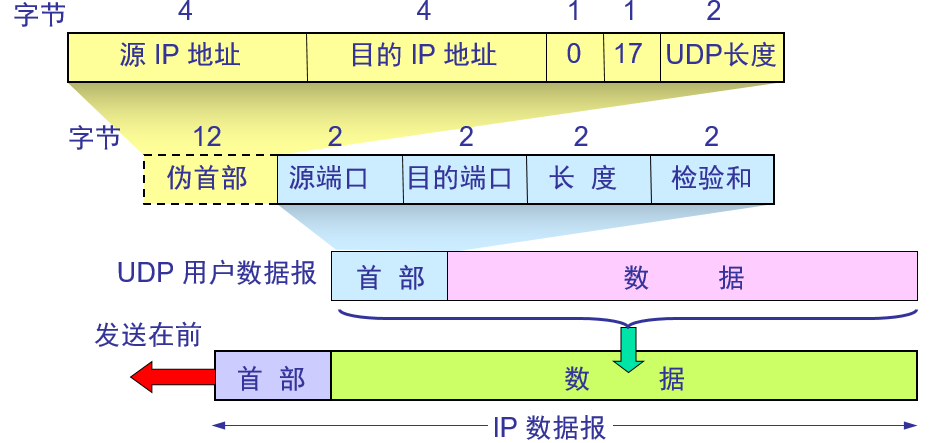 字节 4 4 1 1 2
源 IP 地址 目的 IP 地址 0 17 UDP长度
字节 12 2 2 2 2
伪首部 源端口 目的端口 长 度 检验和
UDP 用户数据报 首 部 数 据
发送在前
首 部 数 据
IP 数据报